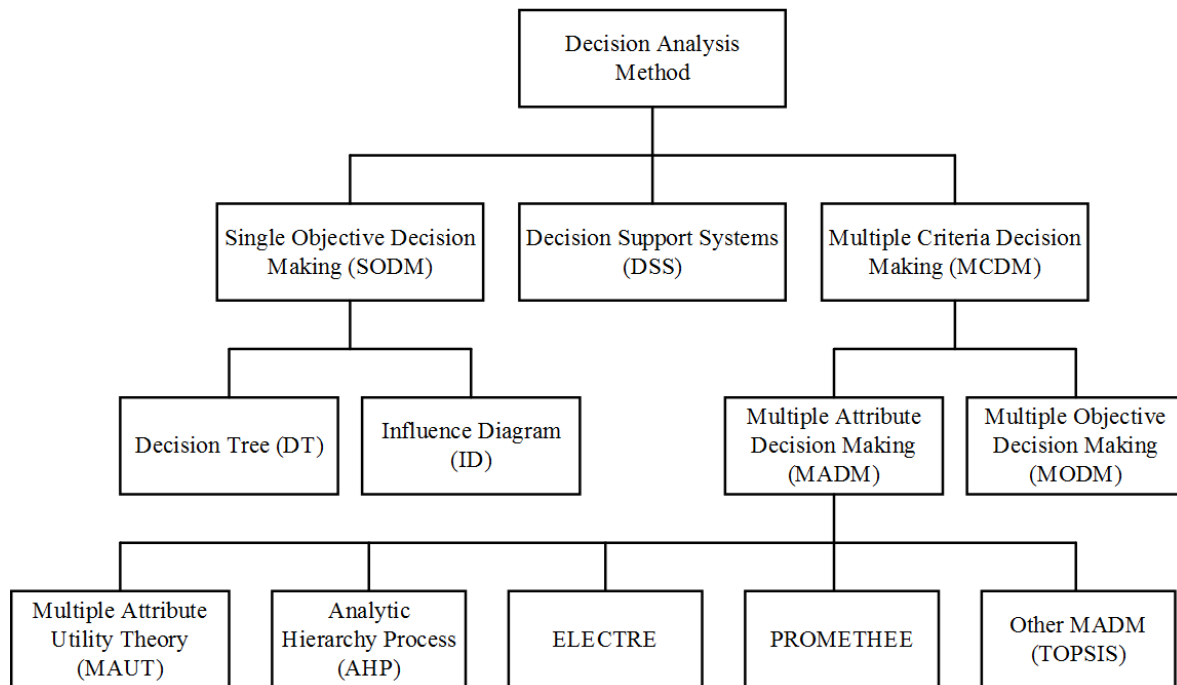 Decision Analysis
Method
Single Objective Decision
Making (SODM)
Decision Support Systems
(DSS)
Multiple Criteria Decision
Making (MCDM)
Decision Tree (DT)
Influence Diagram
(ID)
Multiple Attribute
Decision Making
(MADM)
Multiple Objective
Decision Making
(MODM)
Multiple Attribute
Utility Theory
(MAUT)
Analytic
Hierarchy Process
(AHP)
ELECTRE
PROMETHEE
Other MADM
(TOPSIS)